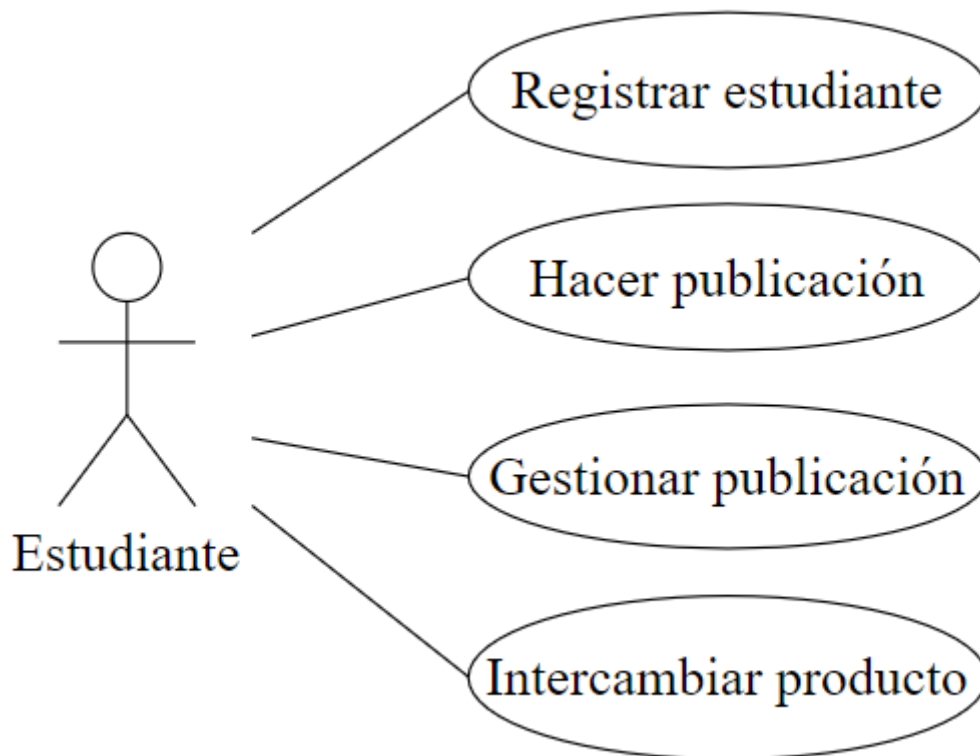 Registrar estudiante
Hacer publicación
Gestionar publicación
Estudiante
Intercambiar producto